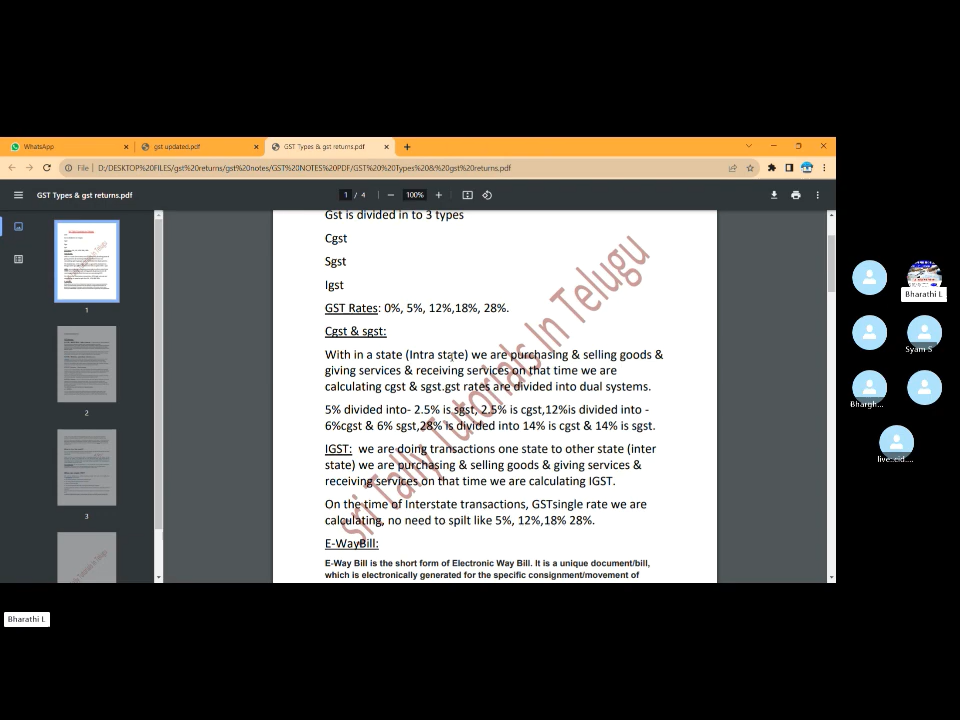 WhatsApp
gst updated.pdf
GST Types & gst returns.pdf
File
D:/DESKTOP%20FILES/gst%20returns/gst%20notes/GST%20NOTES%20PDF/GST%20%20Types%20&%20gst%20returns.pdf
GST Types & gst returns.pdf
1 / 4
100%
1
2
3
Gst is divided in to 3 types
Cgst
Sgst
Igst
GST Rates: 0%, 5%, 12%,18%, 28%.
Cgst & sgst:
With in a state (Intra state) we are purchasing & selling goods &
giving services & receiving services on that time we are
calculating cgst & sgst.gst rates are divided into dual systems.
5% divided into- 2.5% is sgst, 2.5% is cgst,12%is divided into -
6%cgst & 6% sgst,28% is divided into 14% is cgst & 14% is sgst.
IGST: we are doing transactions one state to other state (inter
state) we are purchasing & selling goods & giving services &
receiving services on that time we are calculating IGST.
On the time of Interstate transactions, GSTsingle rate we are
calculating, no need to spilt like 5%, 12%,18% 28%.
E-WayBill:
E-Way Bill is the short form of Electronic Way Bill. It is a unique document/bill,
which is electronically generated for the specific consignment/movement of
Sri Tally Tutorials In Telugu
Bharathi L
Syam S
Bhargh...
live:.cid....
Bharathi L